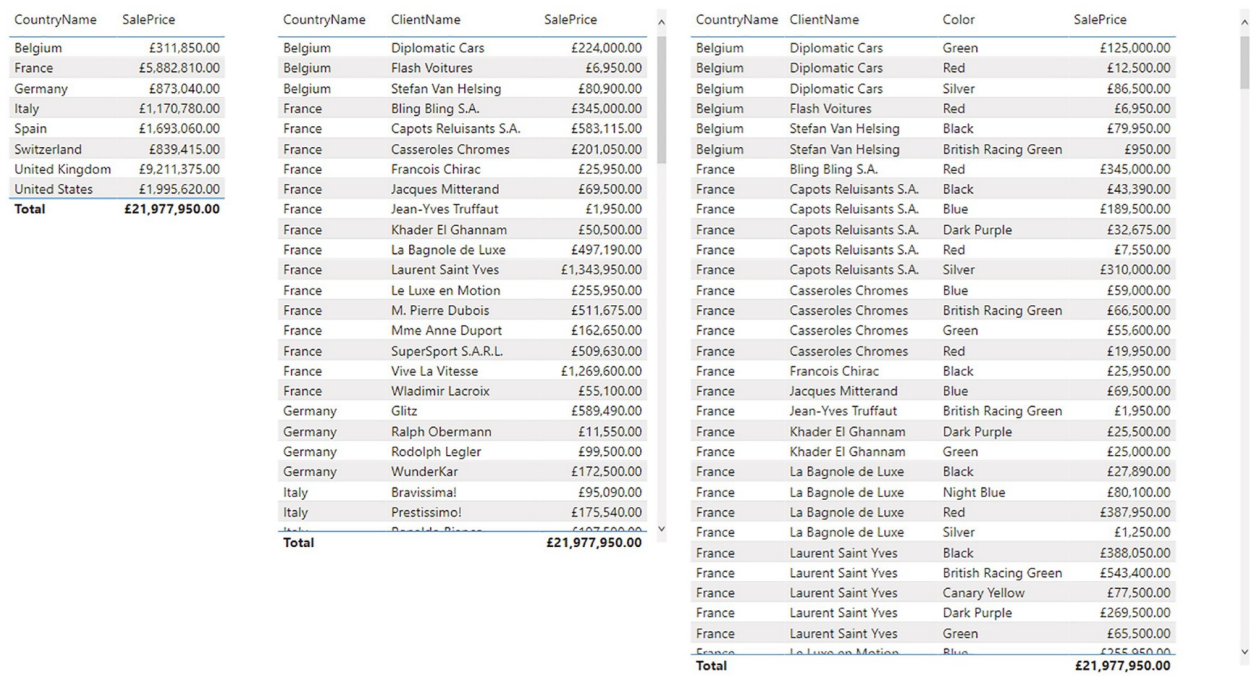 CountryName SalePrice
Belgium £311,850.00
France £5,882,810.00
Germany £873,040.00
Italy £1,170,780.00
Spain £1,693,060.00
Switzerland £839,415.00
United Kingdom £9,211,375.00
United States £1,995,620.00
Total £21,977,950.00
CountryName ClientName SalePrice
Belgium Diplomatic Cars £224,000.00
Belgium Flash Voitures £6,950.00
Belgium Stefan Van Helsing £80,900.00
France Bling Bling S.A. £345,000.00
France Capots Reluisants S.A. £583,115.00
France Casseroles Chromes £201,050.00
France Francois Chirac £25,950.00
France Jacques Mitterand £69,500.00
France Jean-Yves Truffaut £1,950.00
France Khader El Ghannam £50,500.00
France La Bagnole de Luxe £497,190.00
France Laurent Saint Yves £1,343,950.00
France Le Luxe en Motion £255,950.00
France M. Pierre Dubois £511,675.00
France Mme Anne Duport £162,650.00
France SuperSport S.A.R.L. £509,630.00
France Vive La Vitesse £1,269,600.00
France Wladimir Lacroix £55,100.00
Germany Glitz £589,490.00
Germany Ralph Obermann £11,550.00
Germany Rodolph Legler £99,500.00
Germany WunderKar £172,500.00
Italy Bravissima! £95,090.00
Italy Prestissimo! £175,540.00
Total £21,977,950.00
CountryName ClientName Color SalePrice
Belgium Diplomatic Cars Green £125,000.00
Belgium Diplomatic Cars Red £12,500.00
Belgium Diplomatic Cars Silver £86,500.00
Belgium Flash Voitures Red £6,950.00
Belgium Stefan Van Helsing Black £79,950.00
Belgium Stefan Van Helsing British Racing Green £950.00
France Bling Bling S.A. Red £345,000.00
France Capots Reluisants S.A. Black £43,390.00
France Capots Reluisants S.A. Blue £189,500.00
France Capots Reluisants S.A. Dark Purple £32,675.00
France Capots Reluisants S.A. Red £7,550.00
France Capots Reluisants S.A. Silver £310,000.00
France Casseroles Chromes Blue £59,000.00
France Casseroles Chromes British Racing Green £66,500.00
France Casseroles Chromes Green £55,600.00
France Casseroles Chromes Red £19,950.00
France Francois Chirac Black £25,950.00
France Jacques Mitterand Blue £69,500.00
France Jean-Yves Truffaut British Racing Green £1,950.00
France Khader El Ghannam Dark Purple £25,500.00
France Khader El Ghannam Green £25,000.00
France La Bagnole de Luxe Black £27,890.00
France La Bagnole de Luxe Night Blue £80,100.00
France La Bagnole de Luxe Red £387,950.00
France La Bagnole de Luxe Silver £1,250.00
France Laurent Saint Yves Black £388,050.00
France Laurent Saint Yves British Racing Green £543,400.00
France Laurent Saint Yves Canary Yellow £77,500.00
France Laurent Saint Yves Dark Purple £269,500.00
France Laurent Saint Yves Green £65,500.00
France Le Luxe en Motion Blue £255,950.00
Total £21,977,950.00